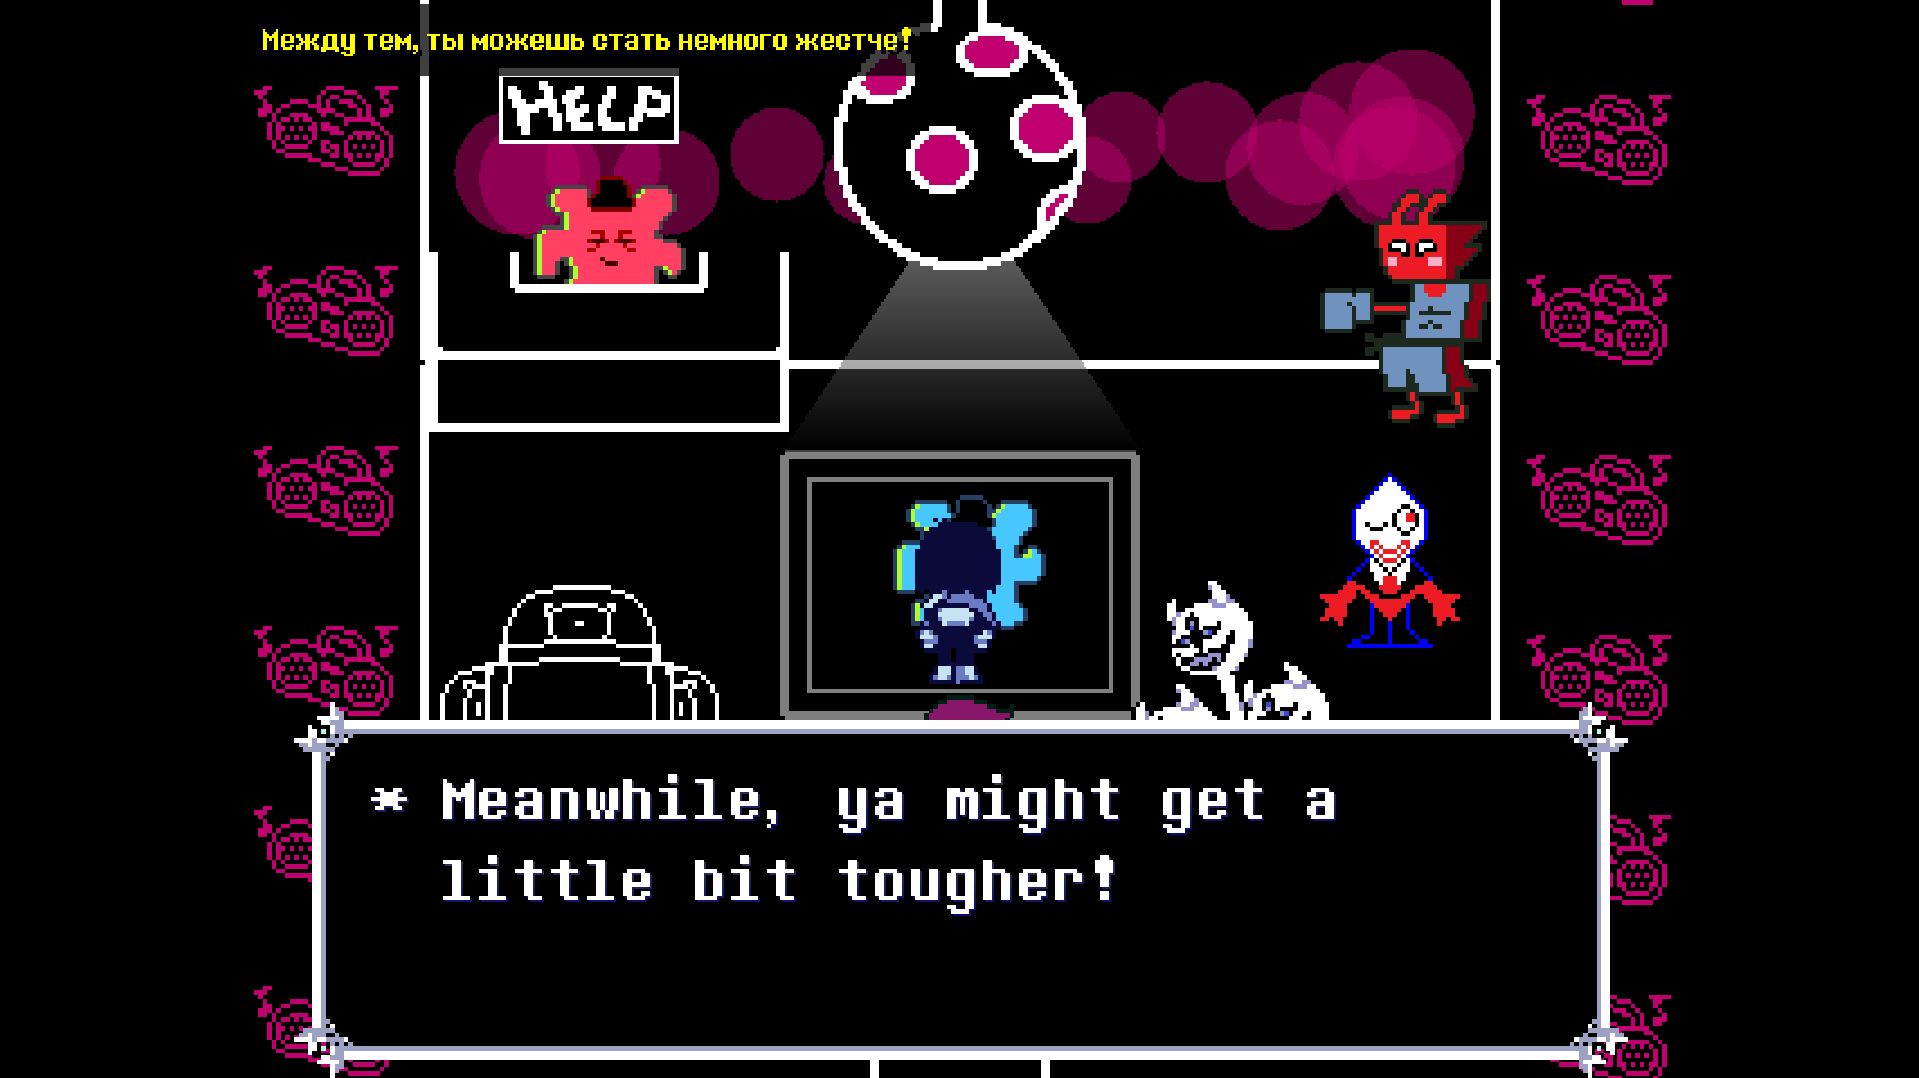 Между тем, ты можешь стать немного жестче!
HELP
* Meanwhile, ya might get a
little bit tougher!